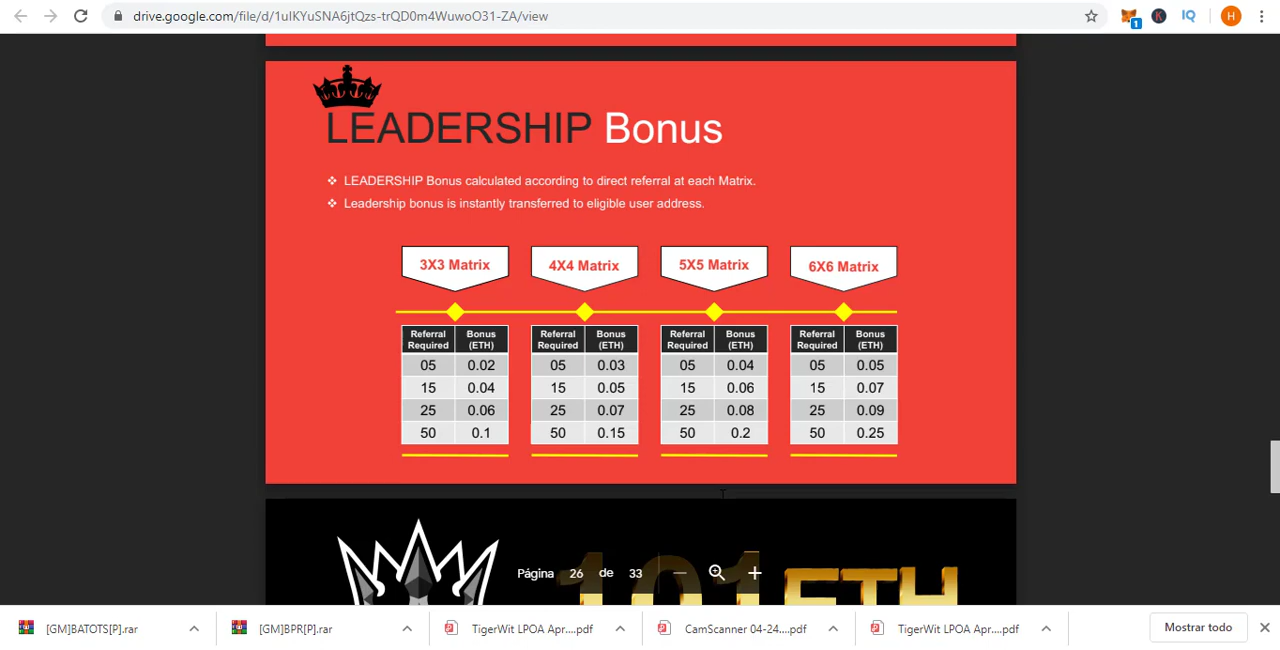 drive.google.com/file/d/1ulKYuSNA6jtQzs-trQD0m4WuwoO31-ZA/view
1
K
IQ
H
LEADERSHIP Bonus
❖ LEADERSHIP Bonus calculated according to direct referral at each Matrix.
❖ Leadership bonus is instantly transferred to eligible user address.
3X3 Matrix 4X4 Matrix 5X5 Matrix 6X6 Matrix
Referral Bonus Referral Bonus Referral Bonus Referral Bonus
Required (ETH) Required (ETH) Required (ETH) Required (ETH)
05 0.02 05 0.03 05 0.04 05 0.05
15 0.04 15 0.05 15 0.06 15 0.07
25 0.06 25 0.07 25 0.08 25 0.09
50 0.1 50 0.15 50 0.2 50 0.25
101 ETH
Página 26 de 33
[GM]BATOTS[P].rar [GM]BPR[P].rar TigerWit LPOA Apr....pdf CamScanner 04-24....pdf TigerWit LPOA Apr....pdf Mostrar todo